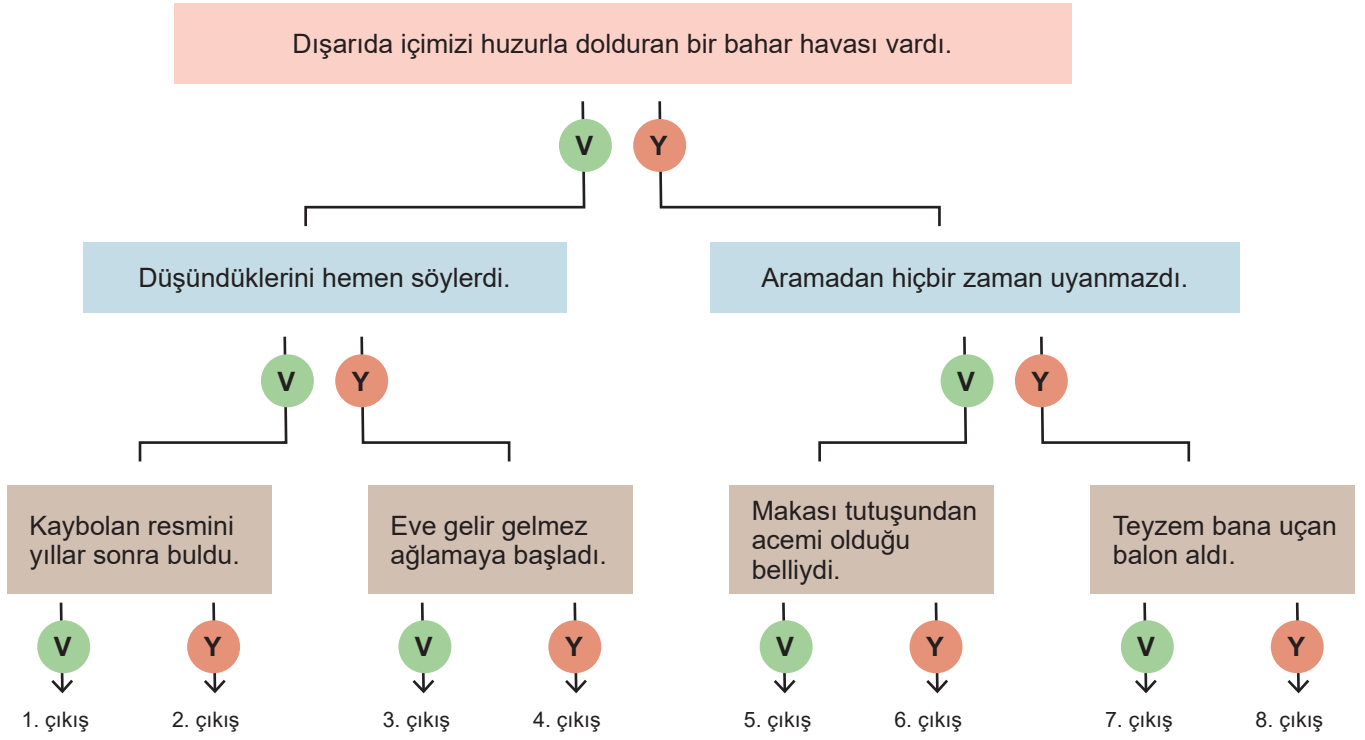 Dışarıda içimizi huzurla dolduran bir bahar havası vardı.
V Y
Düşündüklerini hemen söylerdi.
Aramadan hiçbir zaman uyanmazdı.
V Y
V Y
Kaybolan resmini
yıllar sonra buldu.
Eve gelir gelmez
ağlamaya başladı.
Makası tutuşundan
acemi olduğu
belliydi.
Teyzem bana uçan
balon aldı.
V Y
V Y
V Y
V Y
1. çıkış
2. çıkış
3. çıkış
4. çıkış
5. çıkış
6. çıkış
7. çıkış
8. çıkış